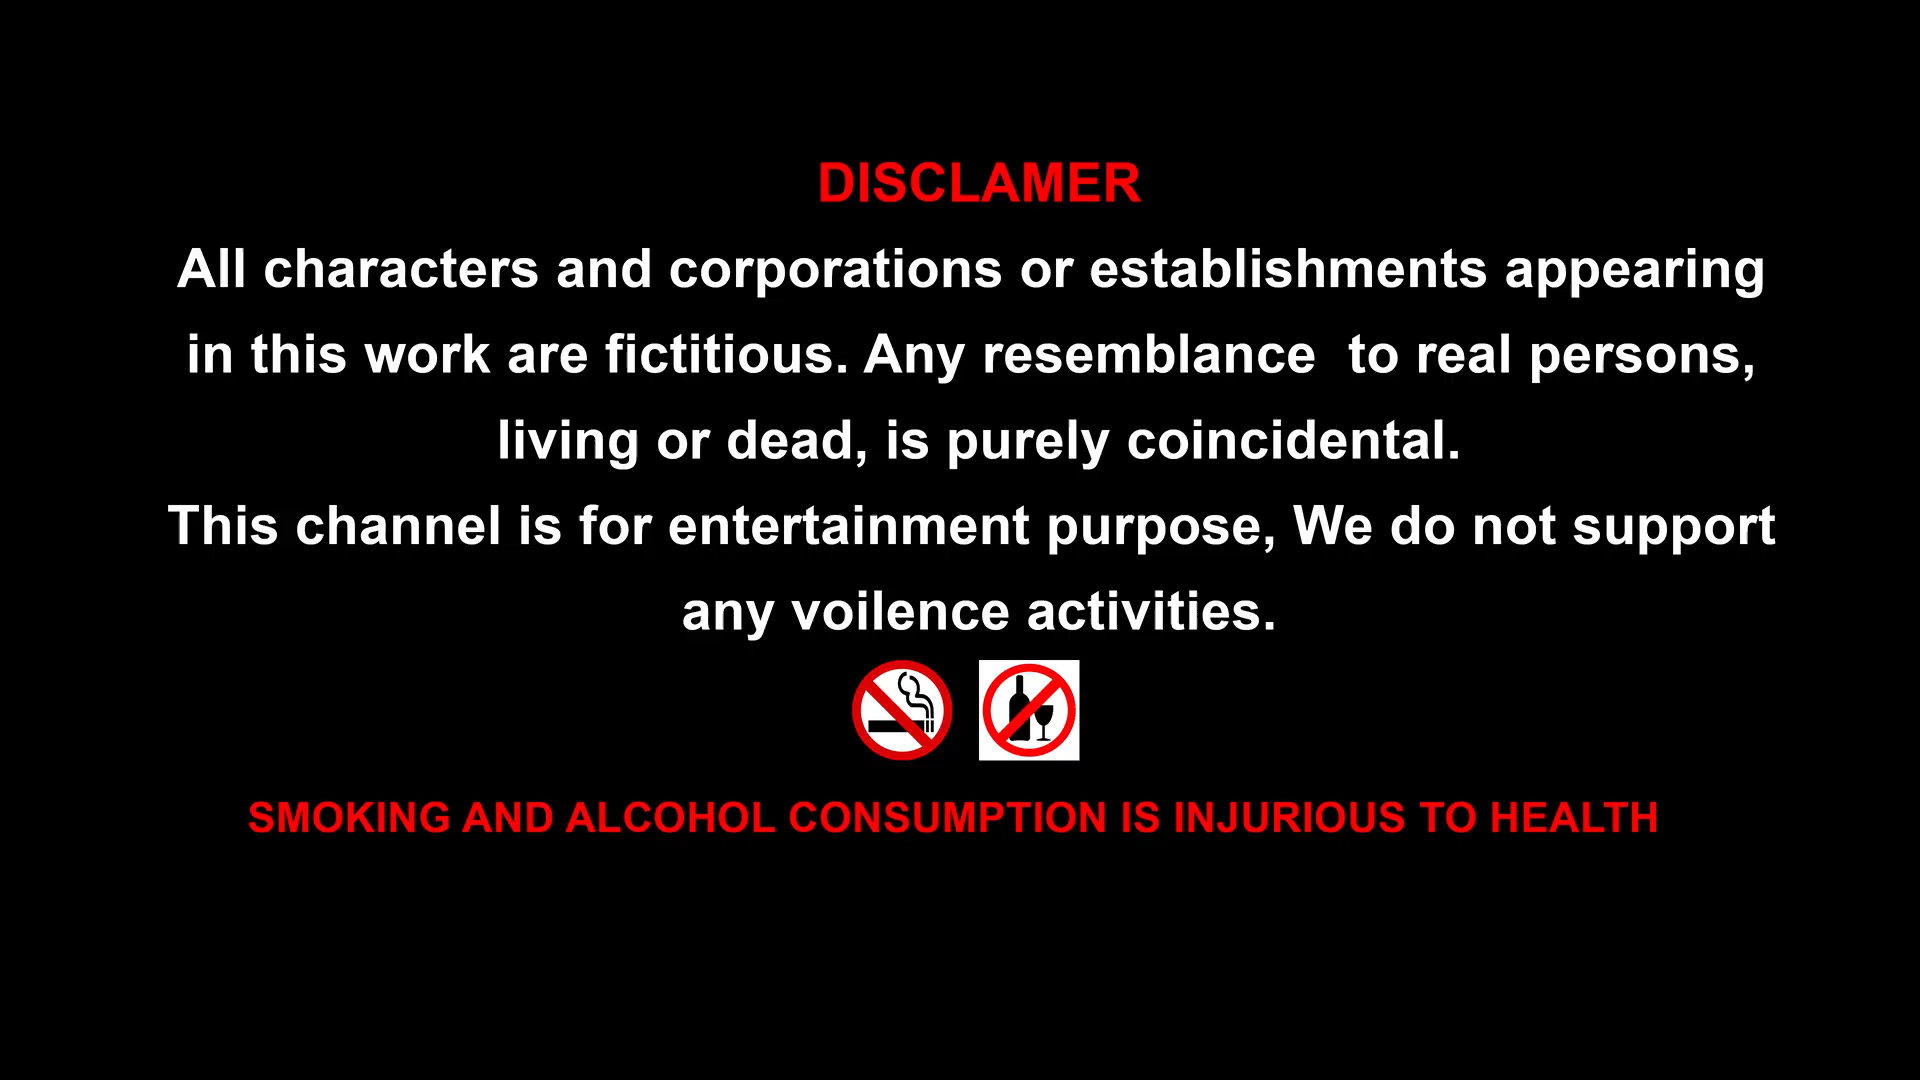 DISCLAMER
All characters and corporations or establishments appearing
in this work are fictitious. Any resemblance  to real persons,
living or dead, is purely coincidental.
This channel is for entertainment purpose, We do not support
any voilence activities.
SMOKING AND ALCOHOL CONSUMPTION IS INJURIOUS TO HEALTH